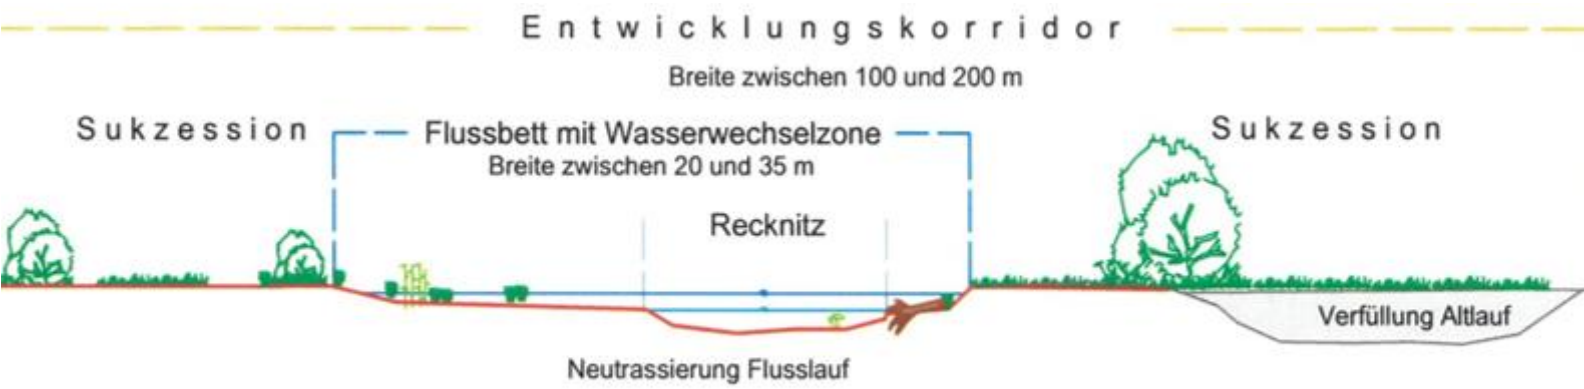 Entwicklungskorridor
Breite zwischen 100 und 200 m
Sukzession
Flussbett mit Wasserwechselzone
Sukzession
Breite zwischen 20 und 35 m
Recknitz
Verfüllung Altlauf
Neutrassierung Flusslauf